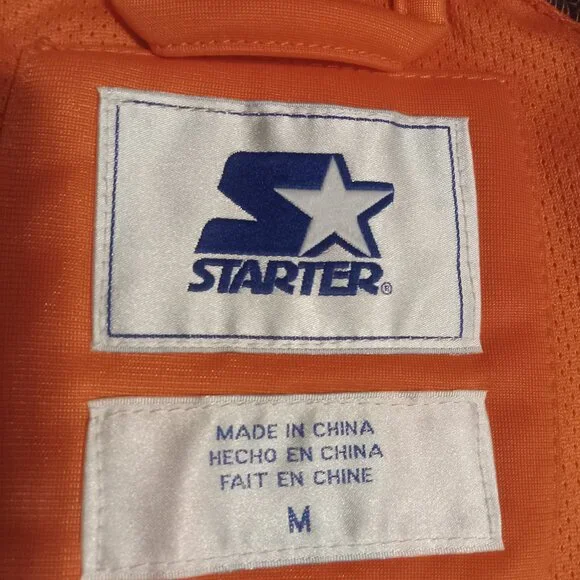 STARTER®
MADE IN CHINA
HECHO EN CHINA
FAIT EN CHINE
M